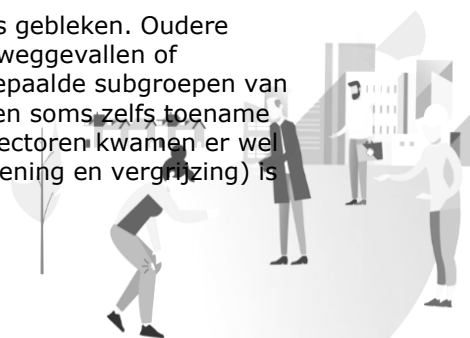 s gebleken. Oudere
weggevallen of
epaalde subgroepen van
en soms zelfs toename
ectoren kwamen er wel
ening en vergrijzing) is